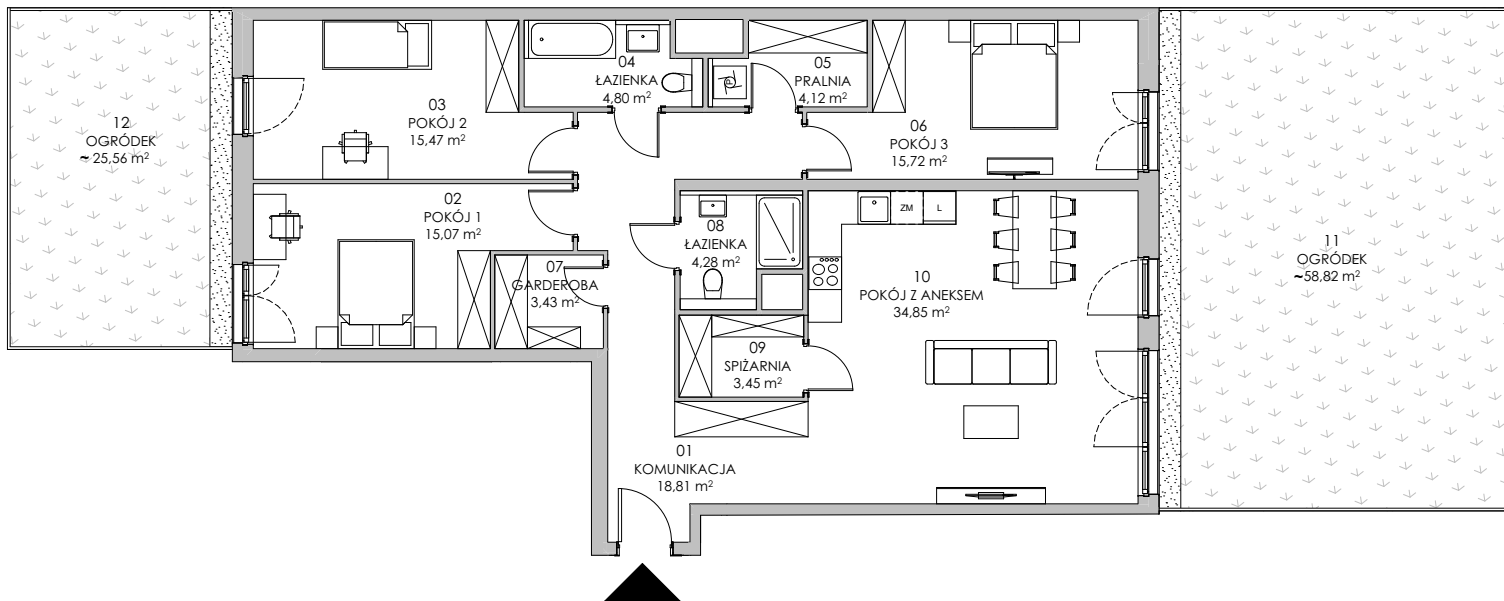 12
OGRÓDEK
~ 25,56 m²
03
POKÓJ 2
15,47 m²
04
ŁAZIENKA
4,80 m²
05
PRALNIA
4,12 m²
06
POKÓJ 3
15,72 m²
02
POKÓJ 1
15,07 m²
07
GARDEROBA
3,43 m²
08
ŁAZIENKA
4,28 m²
ZM
L
10
POKÓJ Z ANEKSEM
34,85 m²
11
OGRÓDEK
~58,82 m²
09
SPIŻARNIA
3,45 m²
01
KOMUNIKACJA
18,81 m²